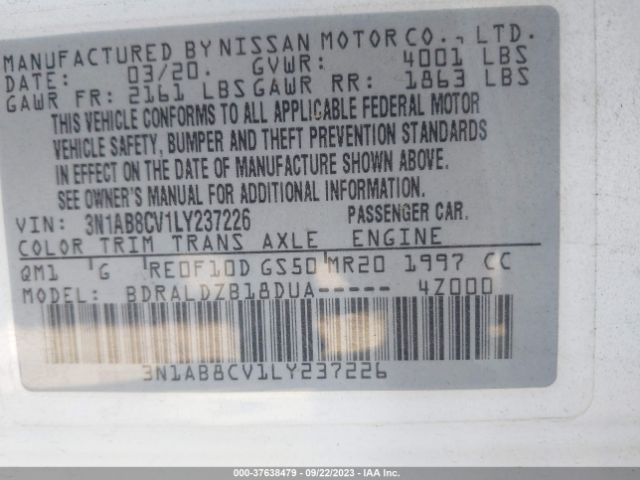 MANUFACTURED BY NISSAN MOTOR CO., LTD.
DATE: 03/20. GVWR: 4001 LBS
GAWR FR: 2161 LBS GAWR RR: 1863 LBS
THIS VEHICLE CONFORMS TO ALL APPLICABLE FEDERAL MOTOR
VEHICLE SAFETY, BUMPER AND THEFT PREVENTION STANDARDS
IN EFFECT ON THE DATE OF MANUFACTURE SHOWN ABOVE.
SEE OWNER'S MANUAL FOR ADDITIONAL INFORMATION.
VIN: 3N1AB8CV1LY237226 PASSENGER CAR.
COLOR TRIM TRANS AXLE ENGINE
QM1 G RE0F10D GS50 MR20 1997 CC
MODEL: BDRALDZB18DUA----- 4Z000
3N1AB8CV1LY237226
000-37638479 - 09/22/2023 - IAA Inc.